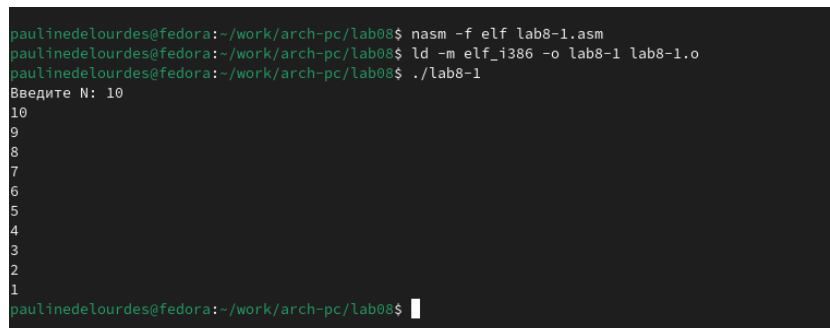 paulinedelourdes@fedora:~/work/arch-pc/lab08$ nasm -f elf lab8-1.asm
paulinedelourdes@fedora:~/work/arch-pc/lab08$ ld -m elf_i386 -o lab8-1 lab8-1.o
paulinedelourdes@fedora:~/work/arch-pc/lab08$ ./lab8-1
Введите N: 10
10
9
8
7
6
5
4
3
2
1
paulinedelourdes@fedora:~/work/arch-pc/lab08$